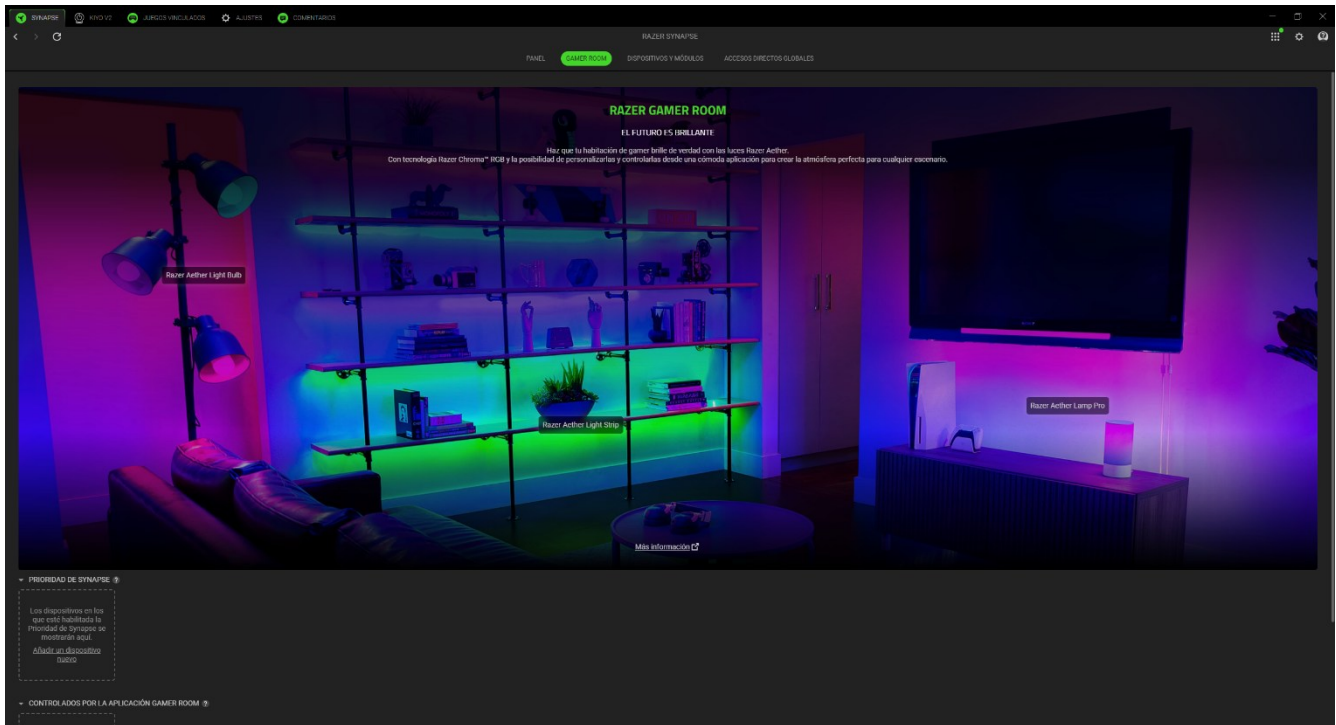 SYNAPSE
KIYO V2
JUEGOS VINCULADOS
AJUSTES
COMENTARIOS
RAZER SYNAPSE
PANEL
GAMER ROOM
DISPOSITIVOS Y MÓDULOS
ACCESOS DIRECTOS GLOBALES
RAZER GAMER ROOM
EL FUTURO ES BRILLANTE
Haz que tu habitación de gamer brille de verdad con las luces Razer Aether.
Con tecnología Razer Chroma™ RGB y la posibilidad de personalizarlas y controlarlas desde una cómoda aplicación para crear la atmósfera perfecta para cualquier escenario.
Razer Aether Light Bulb
Razer Aether Lamp Pro
Razer Aether Light Strip
Más información
PRIORIDAD DE SYNAPSE ?
Los dispositivos en los
que esté habilitada la
Prioridad de Synapse se
mostrarán aquí.
Añadir un dispositivo
nuevo
CONTROLADOS POR LA APLICACIÓN GAMER ROOM ?